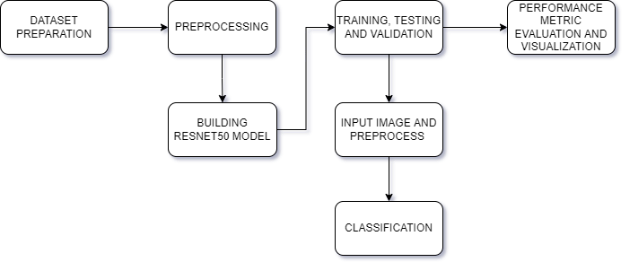 DATASET
PREPARATION
PREPROCESSING
BUILDING
RESNET50 MODEL
TRAINING, TESTING
AND VALIDATION
PERFORMANCE
METRIC
EVALUATION AND
VISUALIZATION
INPUT IMAGE AND
PREPROCESS
CLASSIFICATION